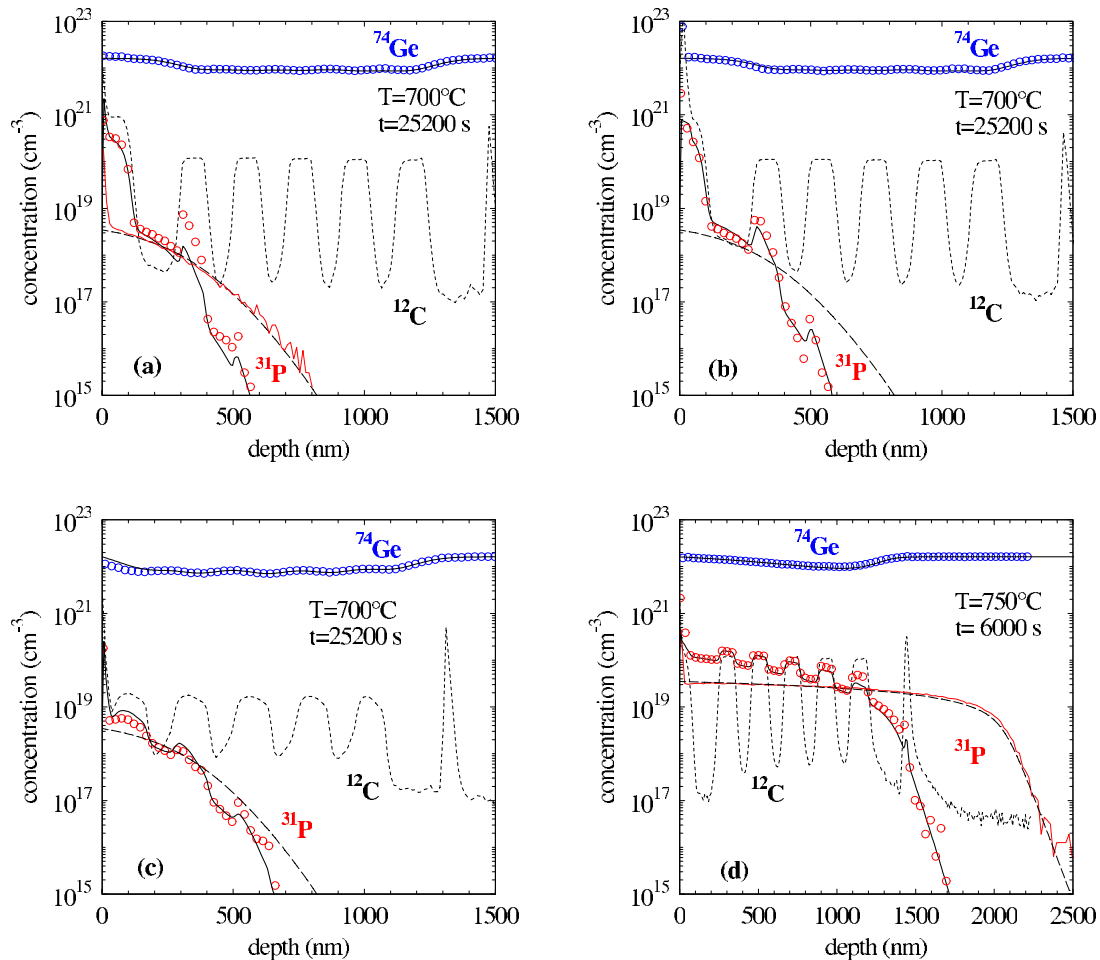 10^23
10^21
10^19
10^17
10^15
concentration (cm^-3)
^74Ge
T=700°C
t=25200 s
^12C
^31P
(a)
0 500 1000 1500
depth (nm)
10^23
10^21
10^19
10^17
10^15
concentration (cm^-3)
^74Ge
T=700°C
t=25200 s
^12C
^31P
(b)
0 500 1000 1500
depth (nm)
10^23
10^21
10^19
10^17
10^15
concentration (cm^-3)
^74Ge
T=700°C
t=25200 s
^12C
^31P
(c)
0 500 1000 1500
depth (nm)
10^23
10^21
10^19
10^17
10^15
concentration (cm^-3)
^74Ge
T=750°C
t= 6000 s
^31P
^12C
(d)
0 500 1000 1500 2000 2500
depth (nm)